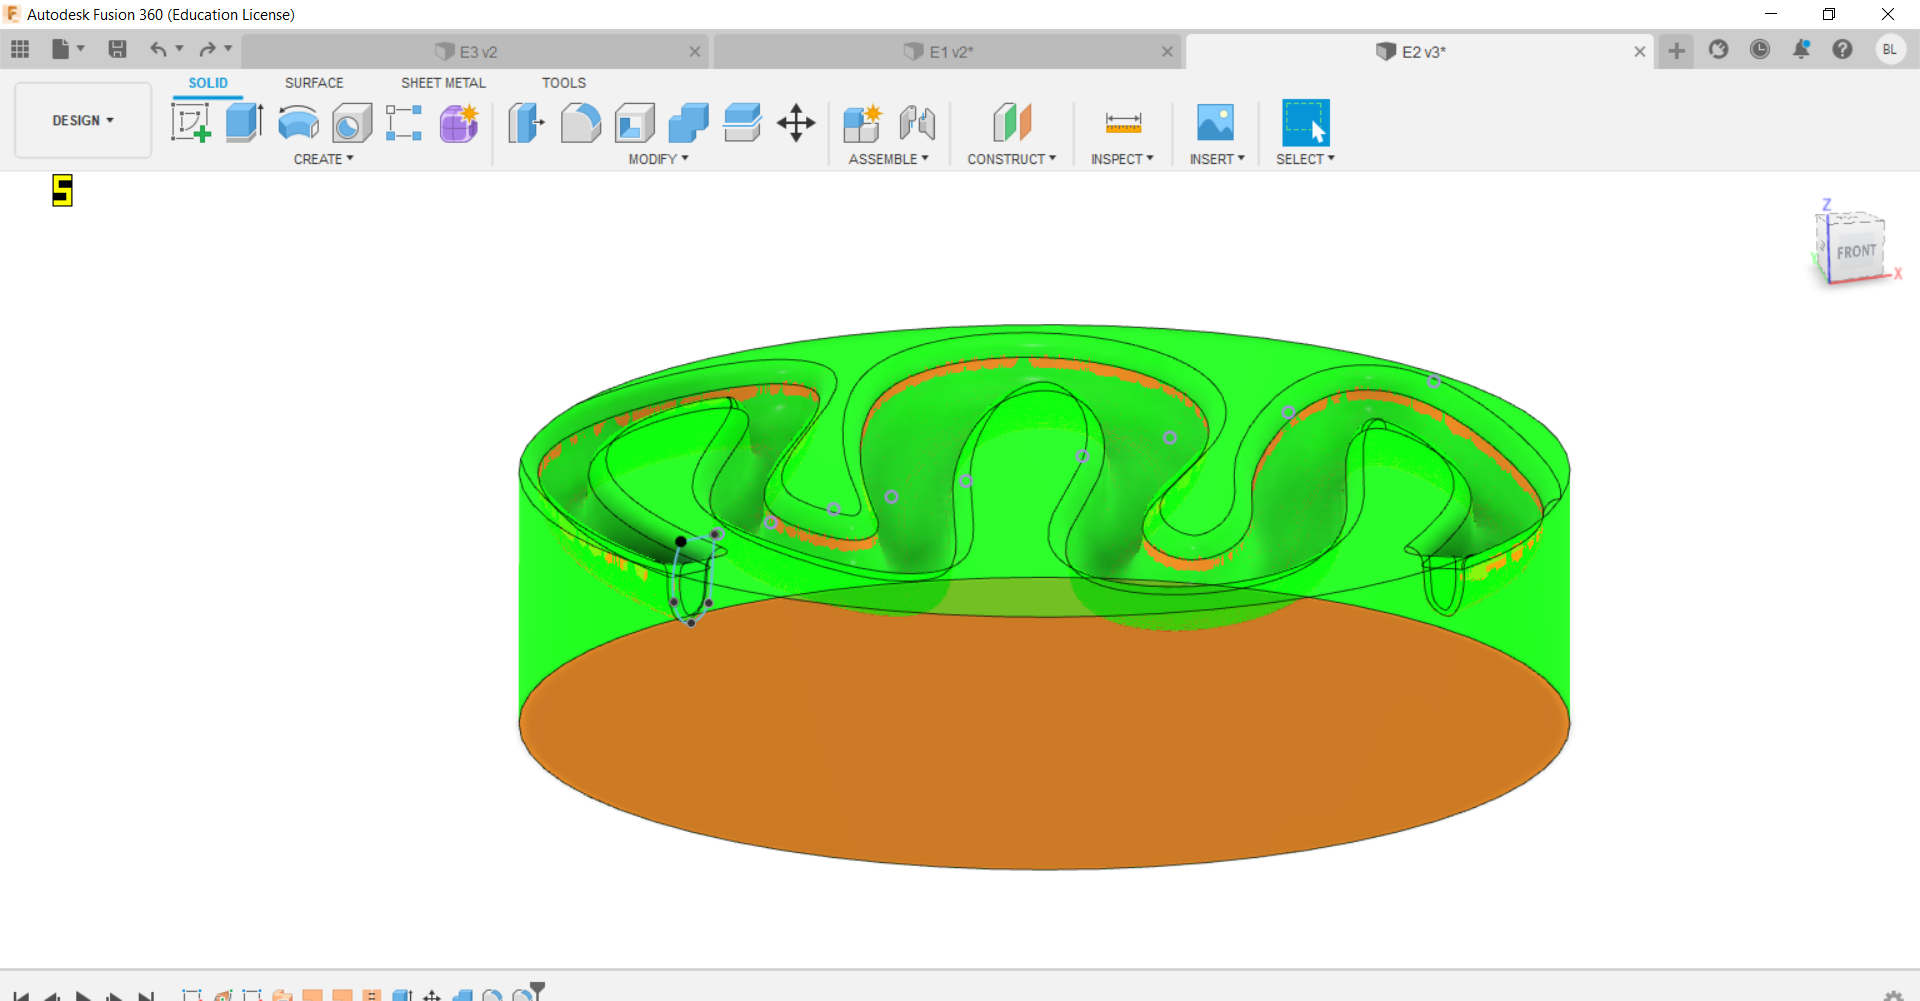 Autodesk Fusion 360 (Education License)
E3 v2
E1 v2*
E2 v3*
BL
SOLID
SURFACE
SHEET METAL
TOOLS
DESIGN
CREATE
MODIFY
ASSEMBLE
CONSTRUCT
INSPECT
INSERT
SELECT
S
Z
FRONT
Y
X